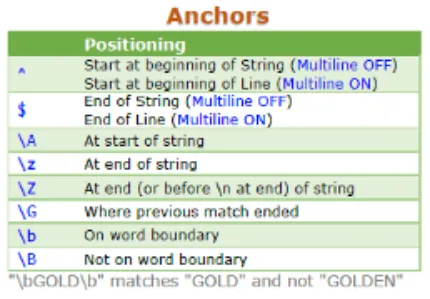 Anchors
Positioning
^ Start at beginning of String (Multiline OFF)
Start at beginning of Line (Multiline ON)
$ End of String (Multiline OFF)
End of Line (Multiline ON)
\A At start of string
\z At end of string
\Z At end (or before \n at end) of string
\G Where previous match ended
\b On word boundary
\B Not on word boundary
"\bGOLD\b" matches "GOLD" and not "GOLDEN"